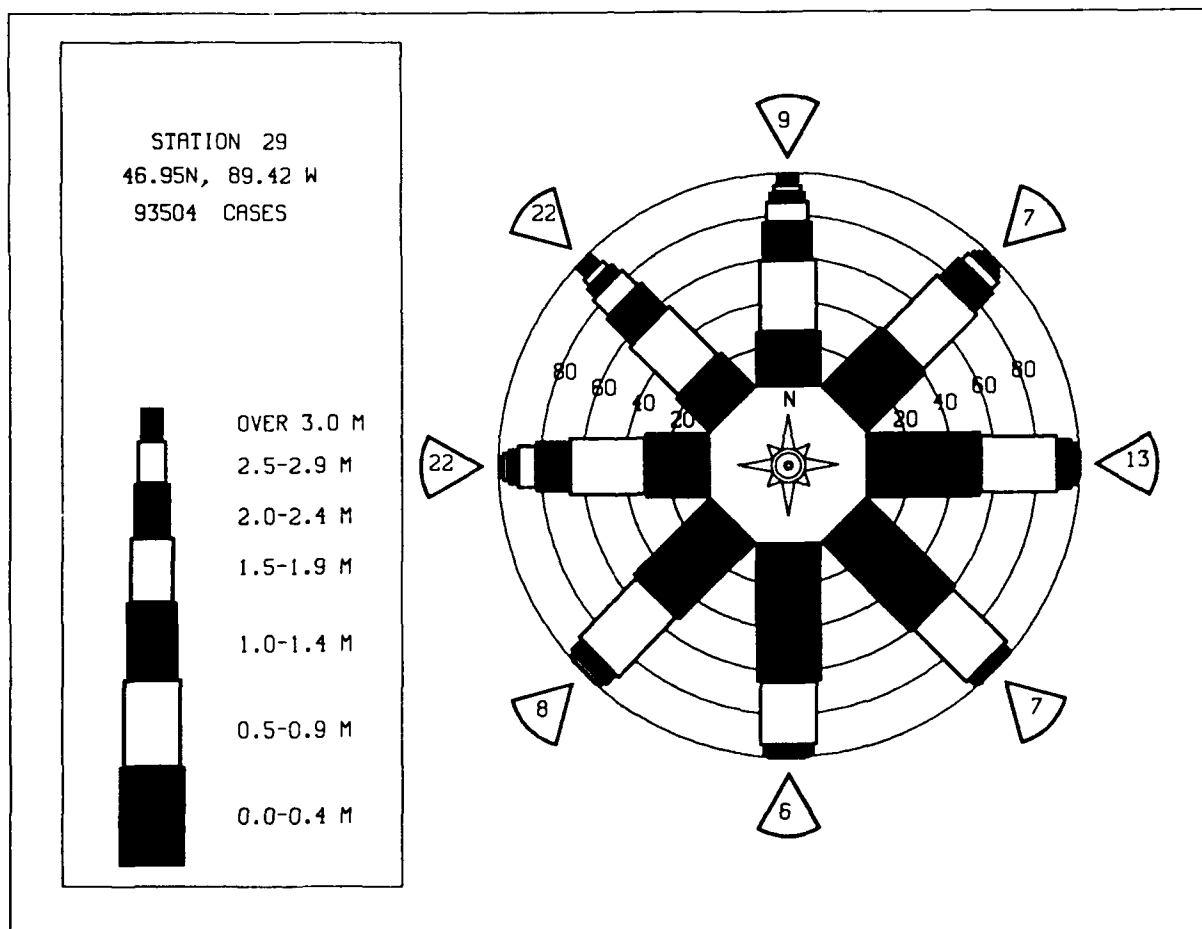 STATION 29
46.95N, 89.42 W
93504 CASES
OVER 3.0 M
2.5-2.9 M
2.0-2.4 M
1.5-1.9 M
1.0-1.4 M
0.5-0.9 M
0.0-0.4 M
9
22
7
80
60
40
20
N
20
40
60
80
22
13
8
7
6